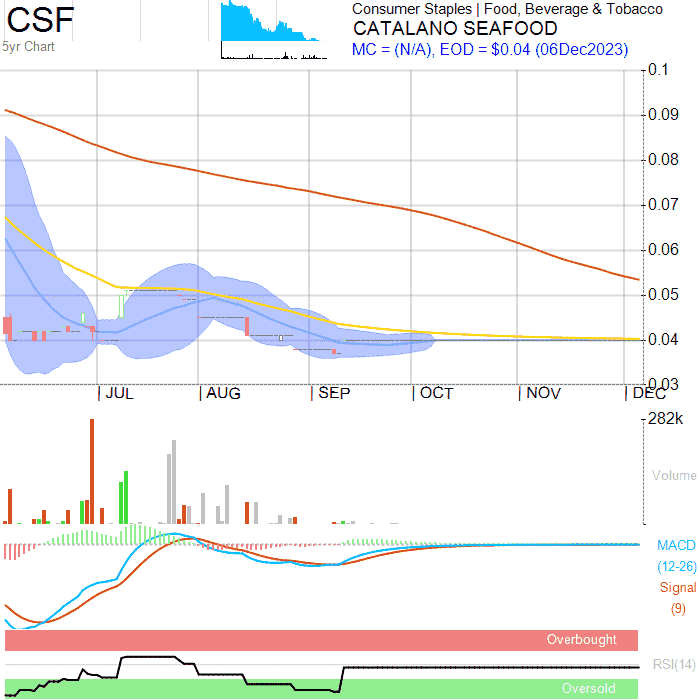 CSF
5yr Chart
Consumer Staples | Food, Beverage & Tobacco
CATALANO SEAFOOD
MC = (N/A), EOD = $0.04 (06Dec2023)
0.1
0.09
0.08
0.07
0.06
0.05
0.04
0.03
| JUL | AUG | SEP | OCT | NOV | DEC
282k
Volume
MACD
(12-26)
Signal
(9)
Overbought
RSI(14)
Oversold